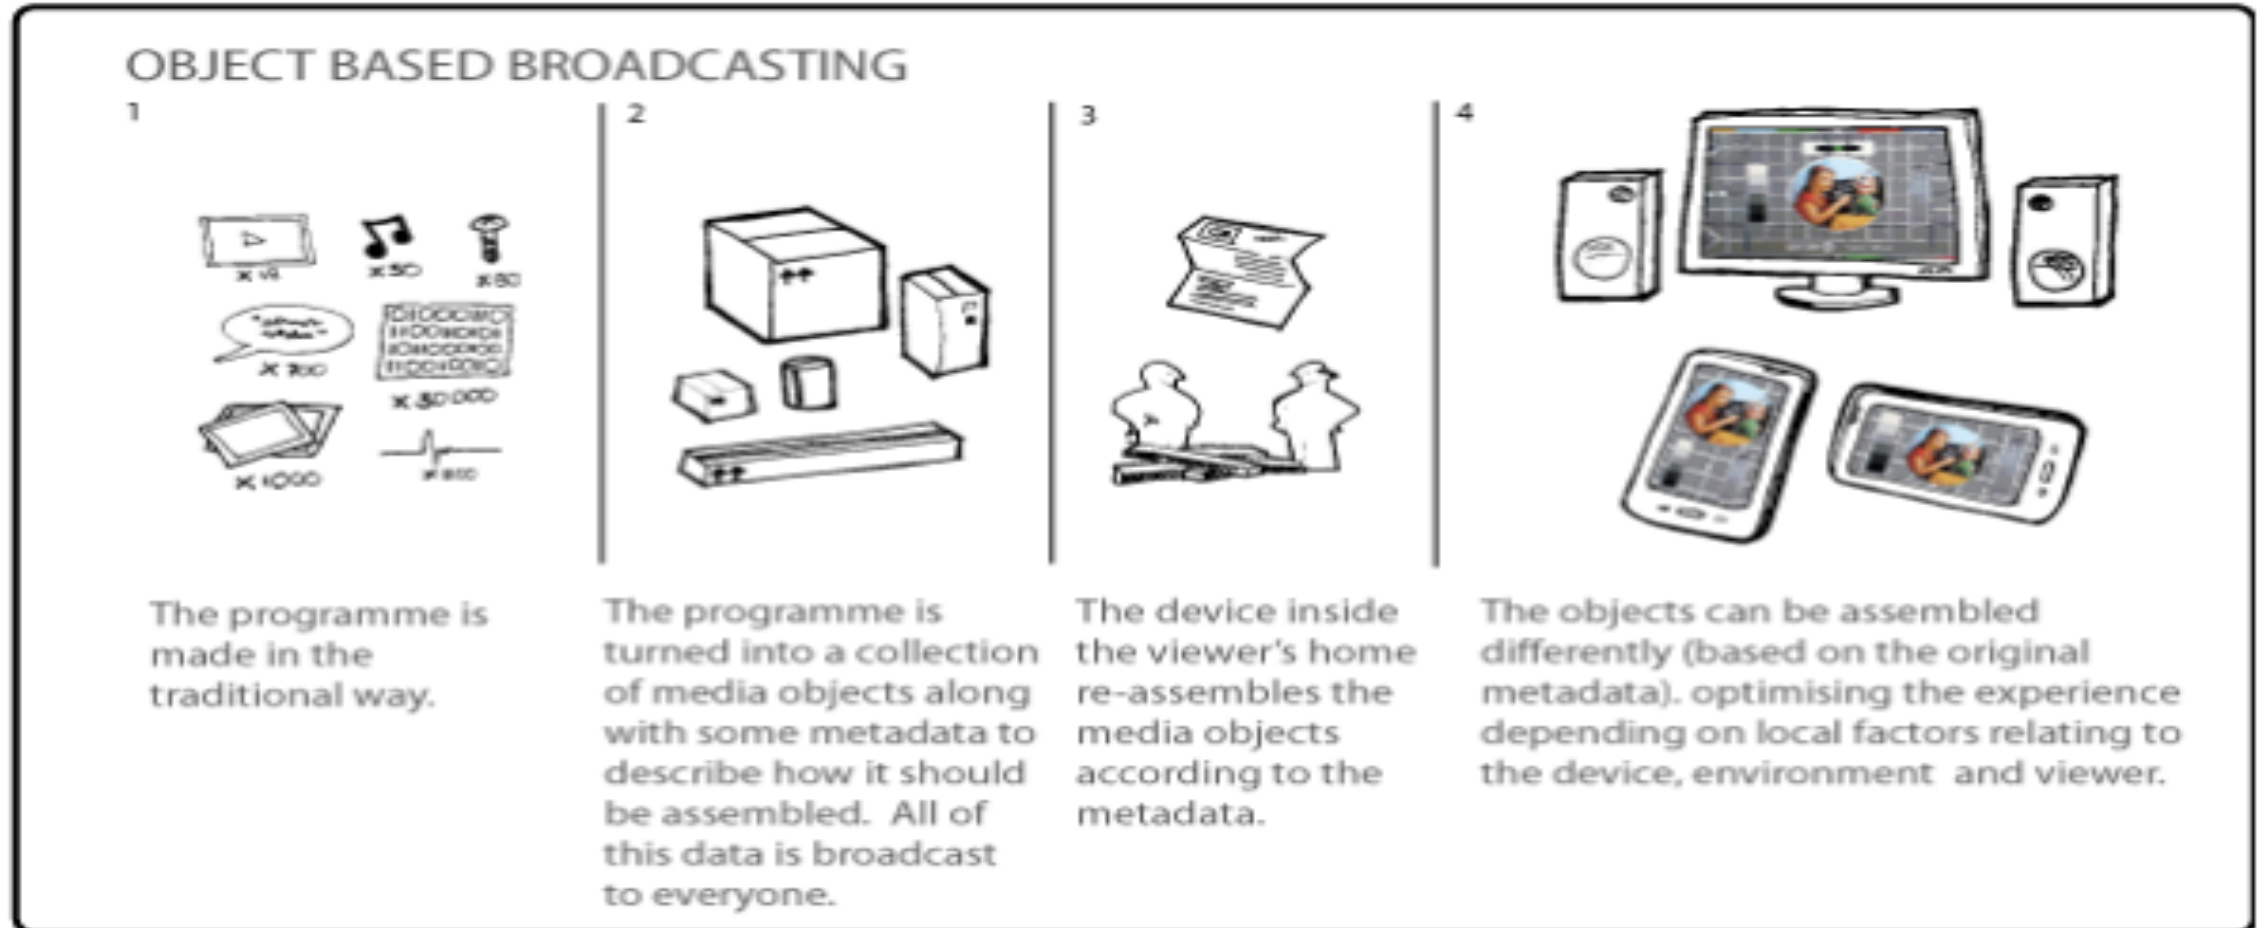 OBJECT BASED BROADCASTING
1
2
3
4
x50
x 700
x 30000
x 1000
The programme is
made in the
traditional way.
The programme is
turned into a collection
of media objects along
with some metadata to
describe how it should
be assembled. All of
this data is broadcast
to everyone.
The device inside
the viewer's home
re-assembles the
media objects
according to the
metadata.
The objects can be assembled
differently (based on the original
metadata). optimising the experience
depending on local factors relating to
the device, environment and viewer.